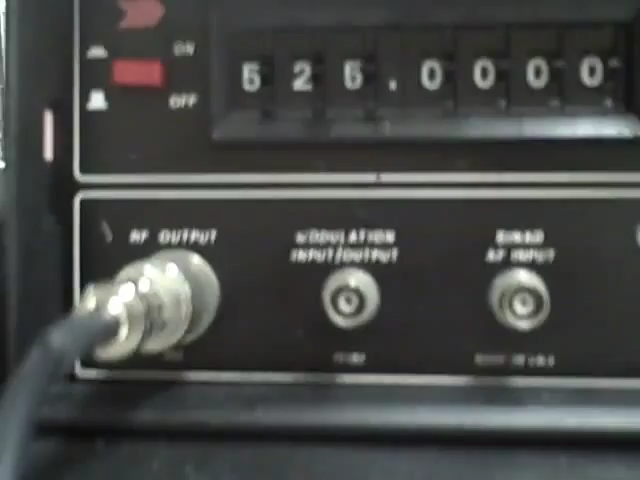 ON
525.0000
OFF
RF OUTPUT
MODULATION
INPUT/OUTPUT
SINAD
AF INPUT